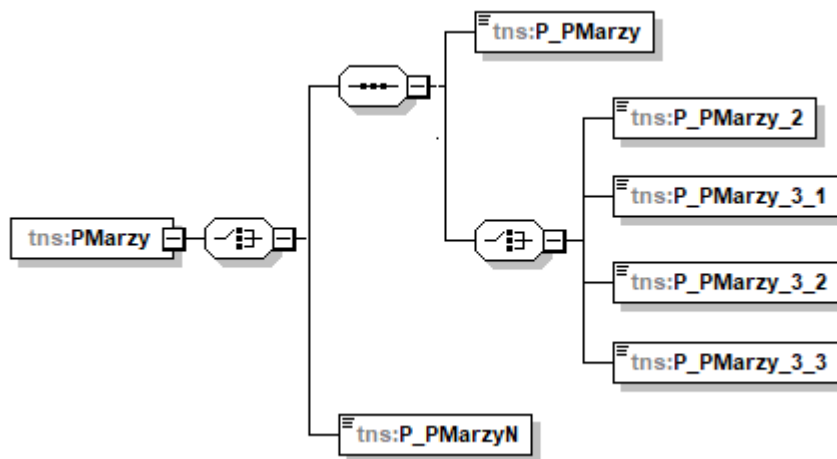 tns:P_PMarzy
tns:P_PMarzy_2
tns:P_PMarzy_3_1
tns:PMarzy
tns:P_PMarzy_3_2
tns:P_PMarzy_3_3
tns:P_PMarzyN